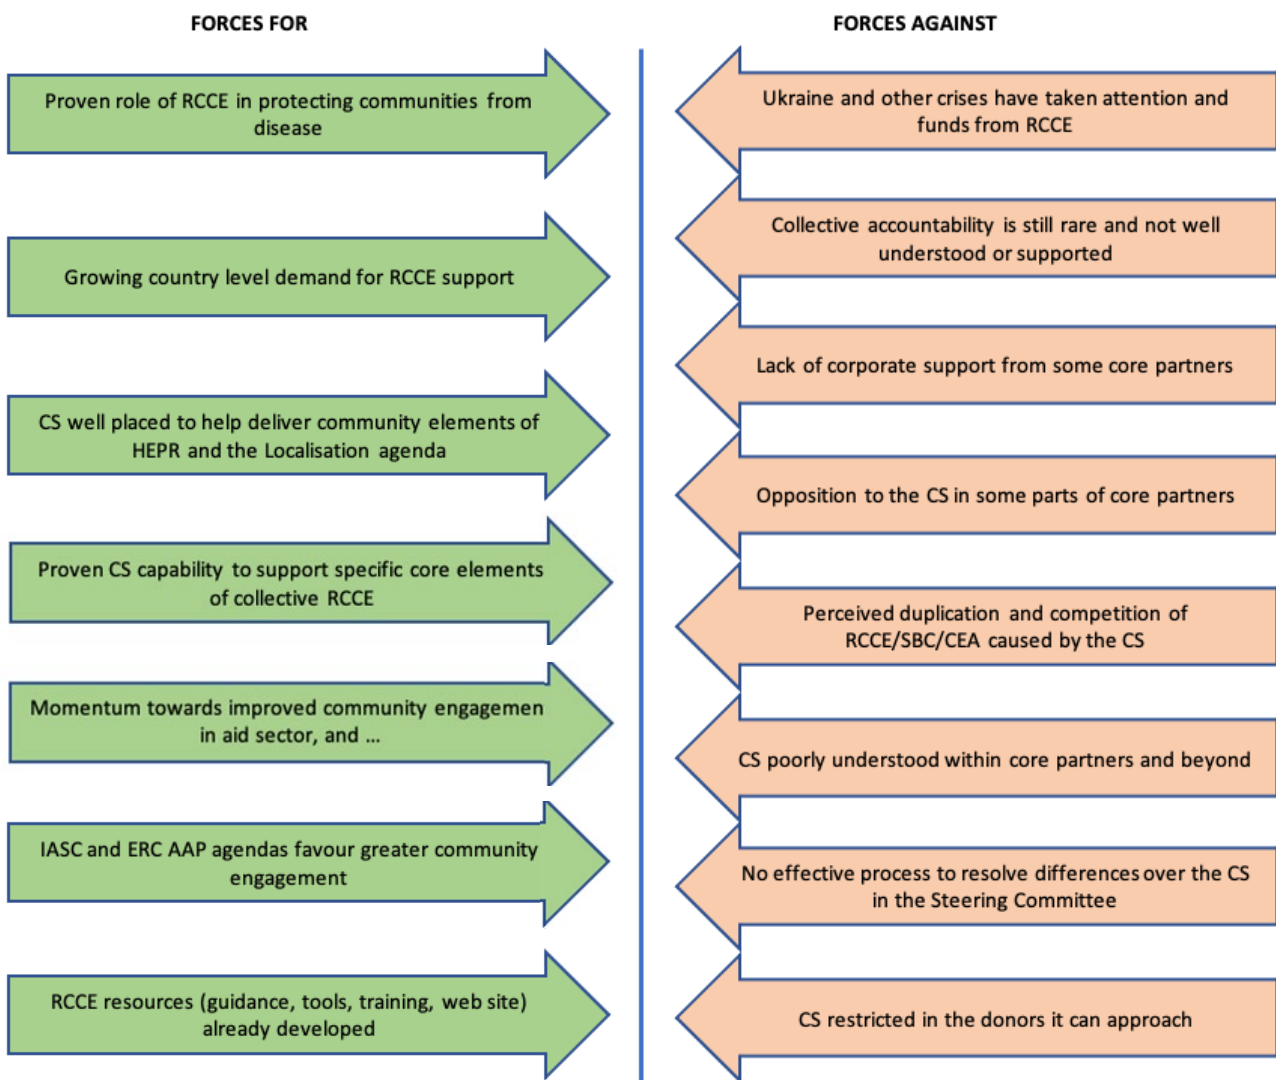 FORCES FOR
Proven role of RCCE in protecting communities from
disease
Growing country level demand for RCCE support
CS well placed to help deliver community elements of
HEPR and the Localisation agenda
Proven CS capability to support specific core elements
of collective RCCE
Momentum towards improved community engagemen
in aid sector, and ...
IASC and ERC AAP agendas favour greater community
engagement
RCCE resources (guidance, tools, training, web site)
already developed
FORCES AGAINST
Ukraine and other crises have taken attention and
funds from RCCE
Collective accountability is still rare and not well
understood or supported
Lack of corporate support from some core partners
Opposition to the CS in some parts of core partners
Perceived duplication and competition of
RCCE/SBC/CEA caused by the CS
CS poorly understood within core partners and beyond
No effective process to resolve differences over the CS
in the Steering Committee
CS restricted in the donors it can approach